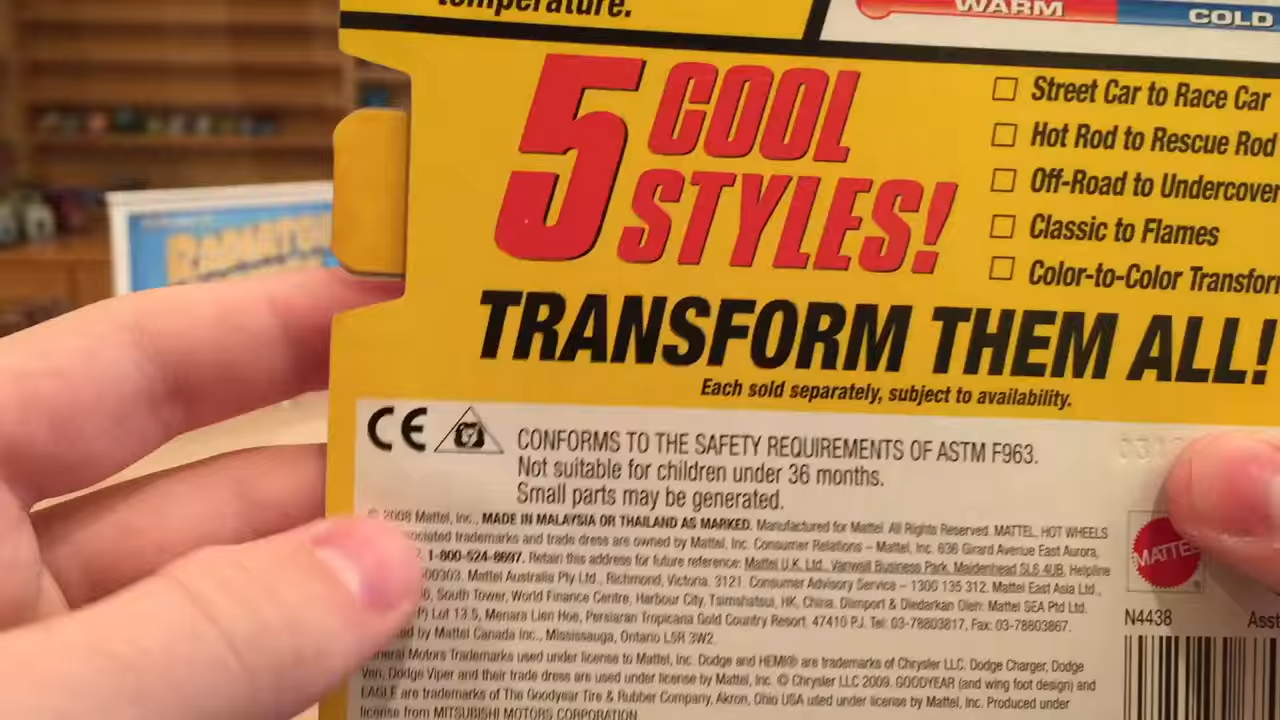 temperature.
WARM
COLD
5 COOL
STYLES!
Street Car to Race Car
Hot Rod to Rescue Rod
Off-Road to Undercover
Classic to Flames
Color-to-Color Transfor
TRANSFORM THEM ALL!
Each sold separately, subject to availability.
CE
CONFORMS TO THE SAFETY REQUIREMENTS OF ASTM F963.
Not suitable for children under 36 months.
Small parts may be generated.
© 2008 Mattel, Inc., MADE IN MALAYSIA OR THAILAND AS MARKED. Manufactured for Mattel. All Rights Reserved. MATTEL, HOT WHEELS
trademarks and trade dress are owned by Mattel, Inc. Consumer Relations – Mattel, Inc. 636 Girard Avenue East Aurora,
1-800-524-8697. Retain this address for future reference: Mattel U.K. Ltd., Vanwall Business Park, Maidenhead SL6 4UB. Helpline
-00303. Mattel Australia Pty Ltd., Richmond, Victoria. 3121. Consumer Advisory Service – 1300 135 312. Mattel East Asia Ltd.,
South Tower, World Finance Centre, Harbour City, Tsimshatsui, HK, China. Diimport & Diedarkan Oleh: Mattel SEA Ptd Ltd.
Lot 13.5, Menara Lien Hoe, Persiaran Tropicana Gold Country Resort, 47410 PJ. Tel: 03-78803817, Fax: 03-78803867.
by Mattel Canada Inc., Mississauga, Ontario L5R 3W2.
Motors Trademarks used under license to Mattel, Inc. Dodge and HEMI® are trademarks of Chrysler LLC. Dodge Charger, Dodge
Dodge Viper and their trade dress are used under license by Mattel, Inc. © Chrysler LLC 2009. GOODYEAR (and wing foot design) and
EAGLE are trademarks of The Goodyear Tire & Rubber Company, Akron, Ohio USA used under license by Mattel, Inc. Produced under
license from MITSUBISHI MOTORS CORPORATION.
MATTEL
®
N4438
Asst